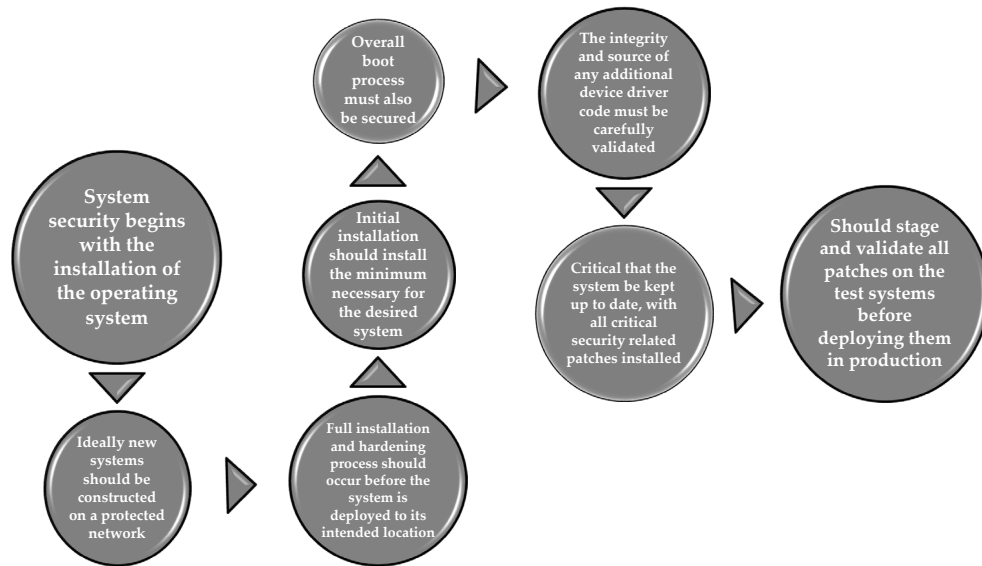 System
security begins
with the
installation of
the operating
system
Ideally new
systems
should be
constructed
on a protected
network
Full installation
and hardening
process should
occur before the
system is
deployed to its
intended location
Initial
installation
should install
the minimum
necessary for
the desired
system
Overall
boot
process
must also
be secured
The integrity
and source of
any additional
device driver
code must be
carefully
validated
Critical that the
system be kept
up to date, with
all critical
security related
patches installed
Should stage
and validate all
patches on the
test systems
before
deploying them
in production